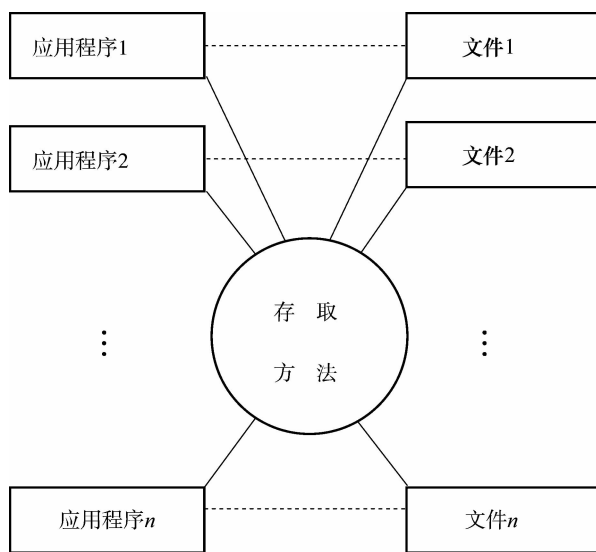 应用程序1
文件1
应用程序2
文件2
存 取
方 法
⋮
⋮
应用程序n
文件n